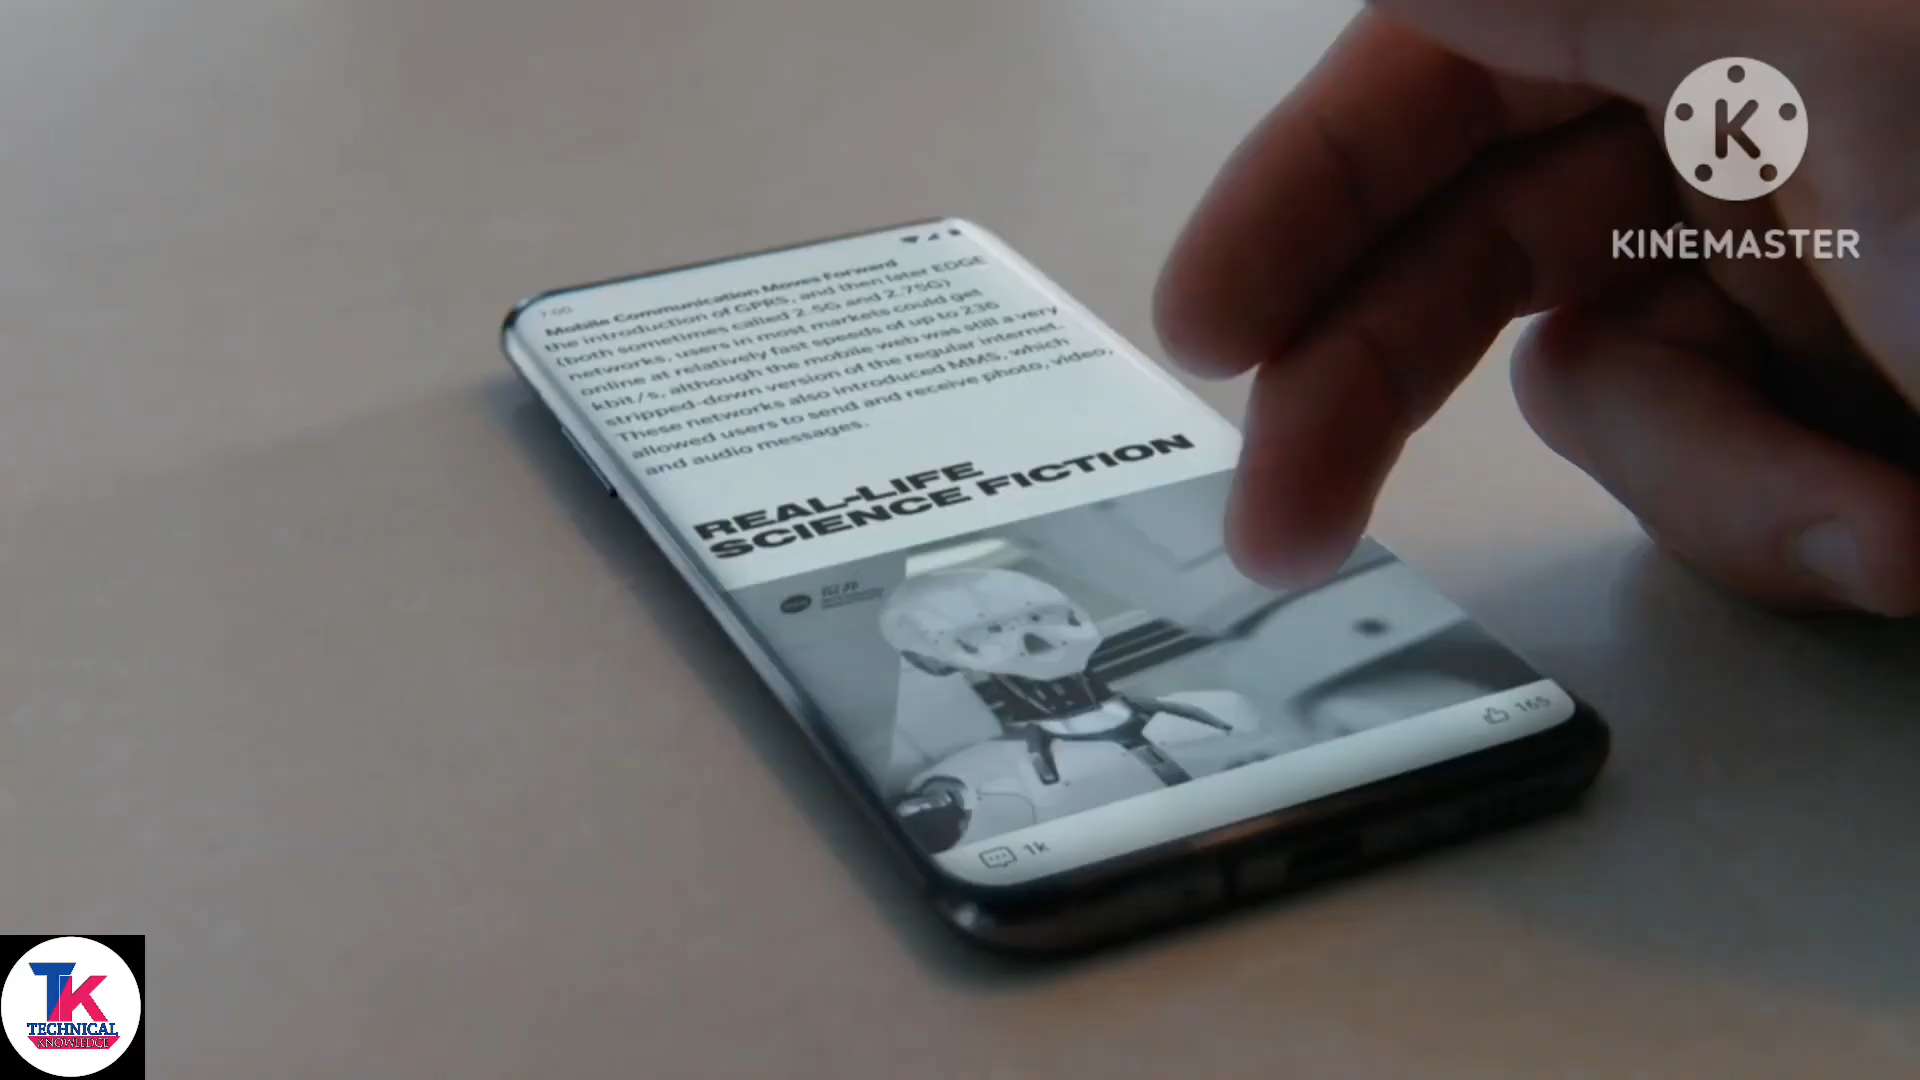 KINEMASTER
7:00
Mobile Communication Moves Forward
the introduction of GPRS, and then later EDGE
(both sometimes called 2.5G and 2.75G)
networks, users in most markets could get
online at relatively fast speeds of up to 236
kbit/s, although the mobile web was still a very
stripped-down version of the regular internet.
These networks also introduced MMS, which
allowed users to send and receive photo, video,
and audio messages.
REAL-LIFE
SCIENCE FICTION
165
1k
TK
TECHNICAL
KNOWLEDGE